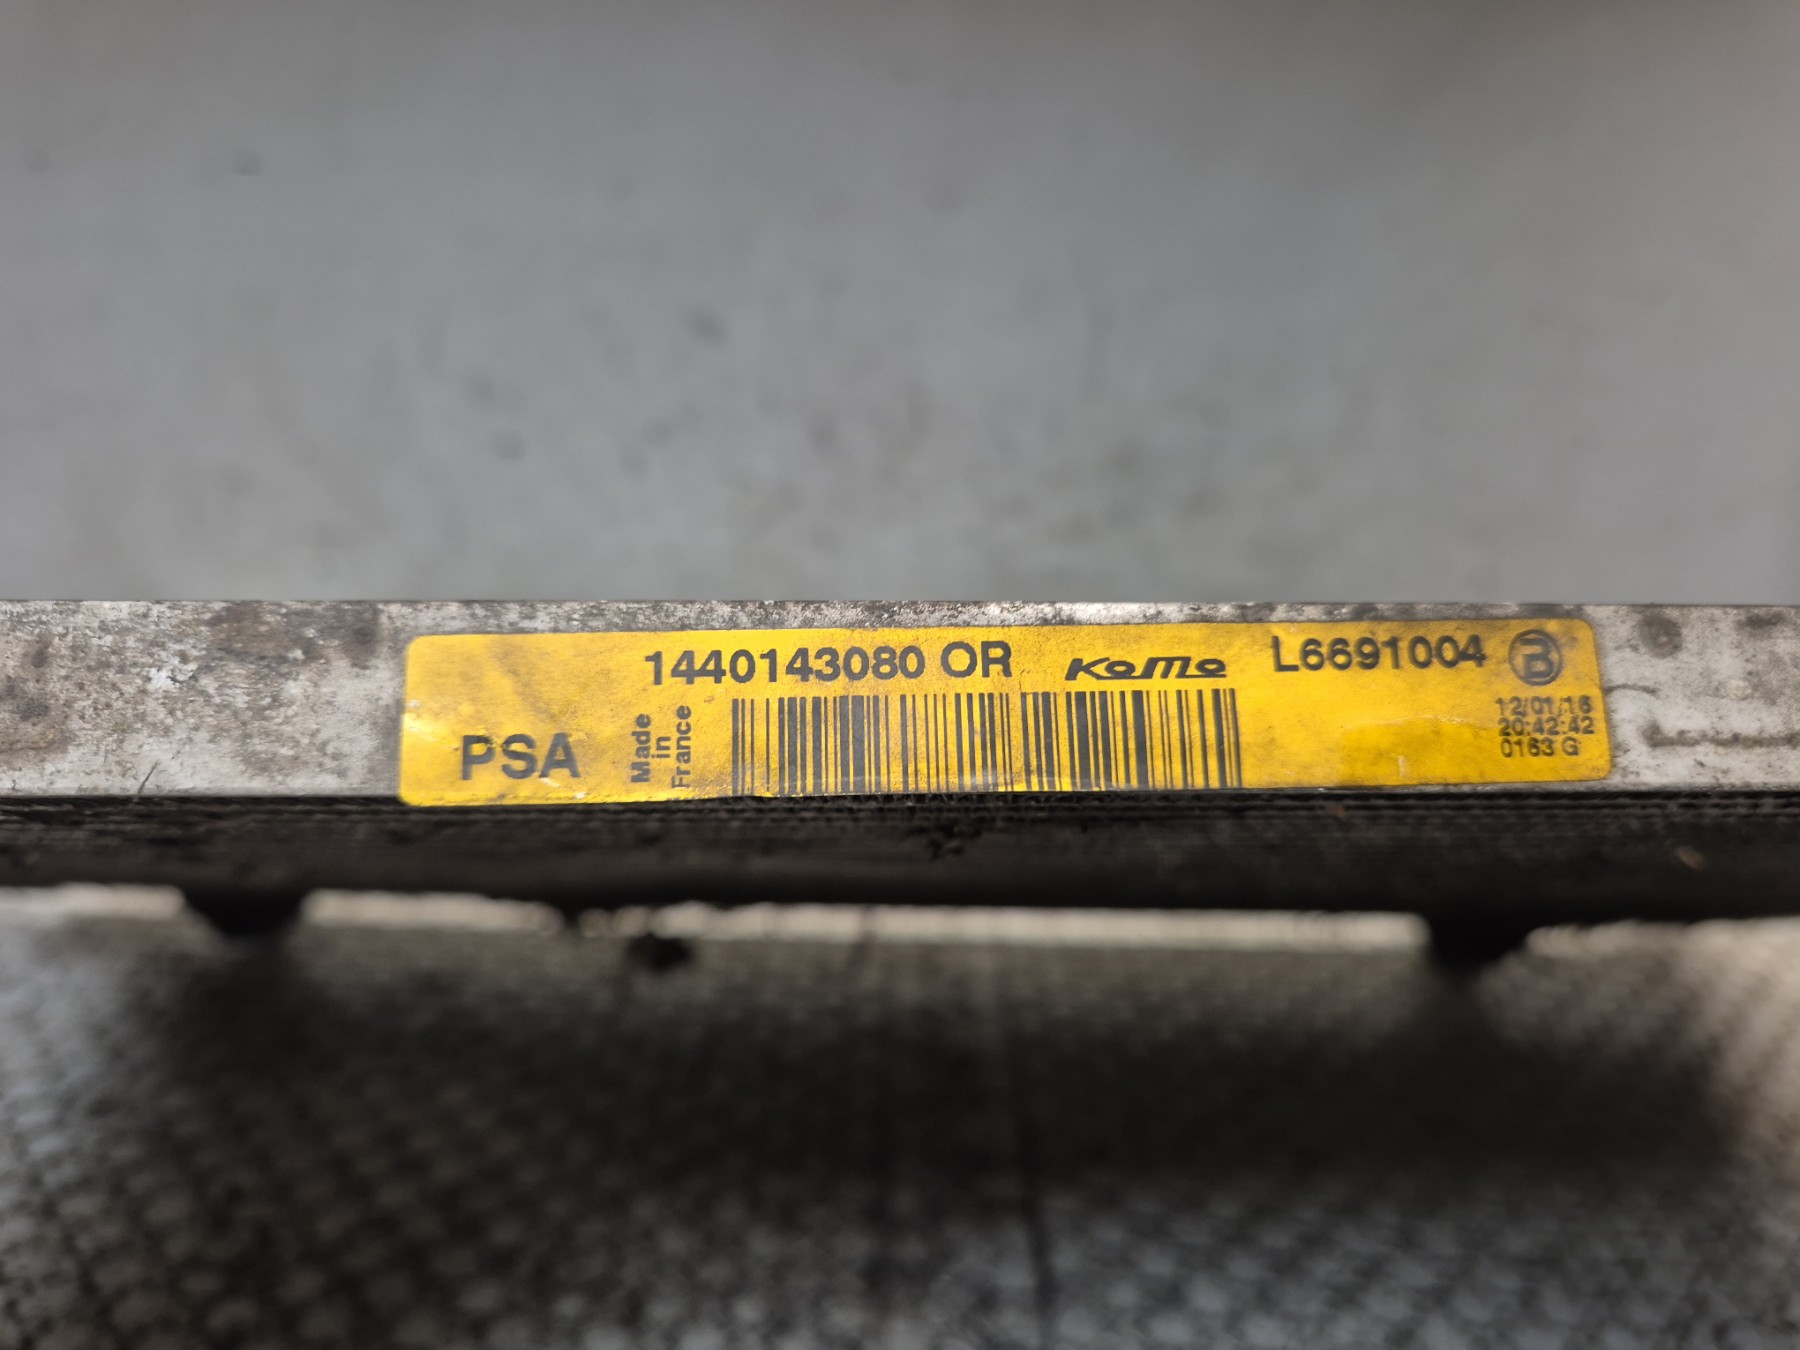 1440143080 OR KoMo L6691004 B
PSA
Made
in
France
12/01/16
20:42:42
0163 G